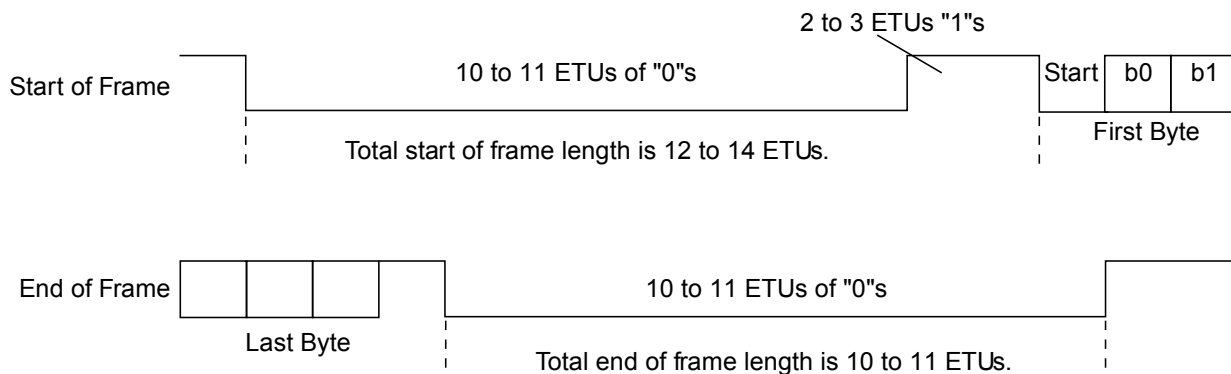 2 to 3 ETUs "1"s
Start of Frame
10 to 11 ETUs of "0"s
Start
b0
b1
First Byte
Total start of frame length is 12 to 14 ETUs.
End of Frame
10 to 11 ETUs of "0"s
Last Byte
Total end of frame length is 10 to 11 ETUs.